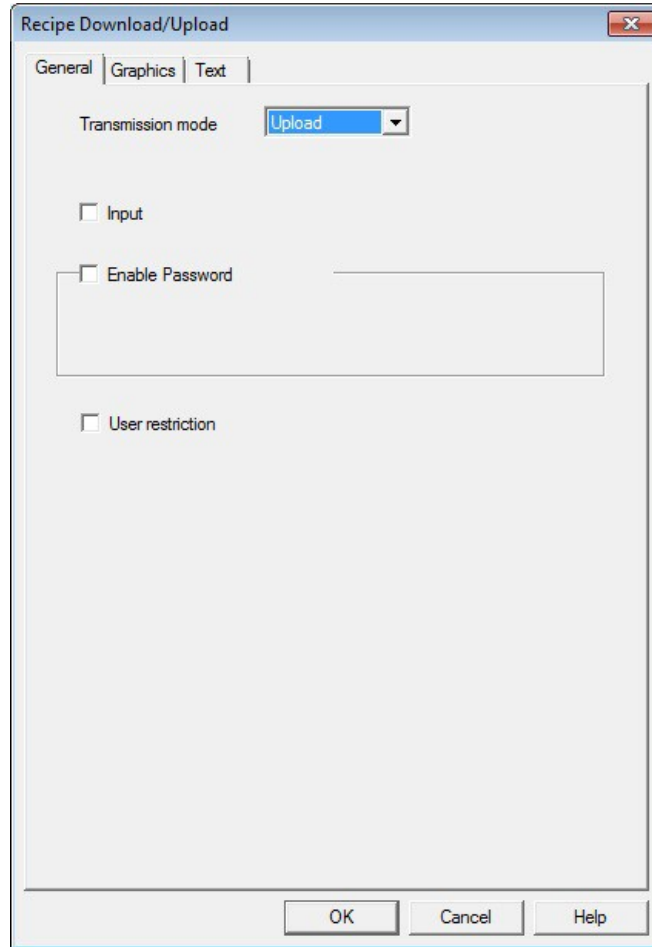 Recipe Download/Upload
General Graphics Text
Transmission mode Upload
Input
Enable Password
User restriction
OK Cancel Help